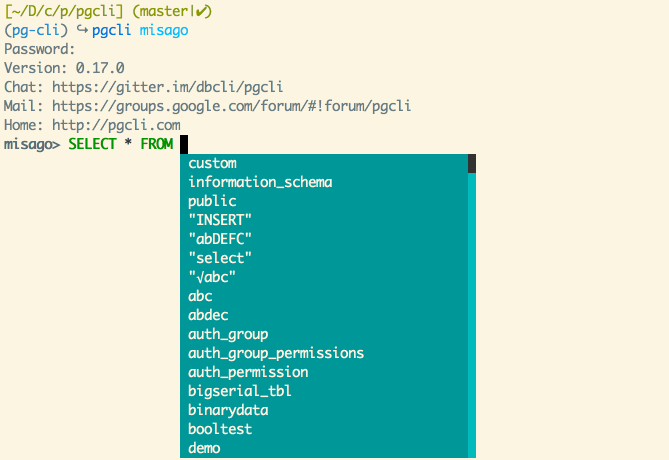 [~/D/c/p/pgcli] (master|✔)
(pg-cli) ↪ pgcli misago
Password:
Version: 0.17.0
Chat: https://gitter.im/dbcli/pgcli
Mail: https://groups.google.com/forum/#!forum/pgcli
Home: http://pgcli.com
misago> SELECT * FROM
custom
information_schema
public
"INSERT"
"abDEFC"
"select"
"√abc"
abc
abdec
auth_group
auth_group_permissions
auth_permission
bigserial_tbl
binarydata
booltest
demo